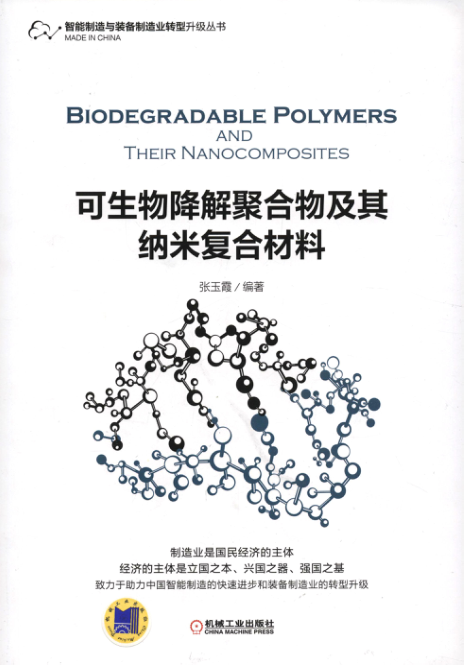 智能制造与装备制造业转型升级丛书
MADE IN CHINA
BIODEGRADABLE POLYMERS
AND
THEIR NANOCOMPOSITES
可生物降解聚合物及其
纳米复合材料
张玉霞/编著
制造业是国民经济的主体
经济的主体是立国之本、兴国之器、强国之基
致力于助力中国智能制造的快速进步和装备制造业的转型升级
机械工业出版社
CHINA MACHINE PRESS